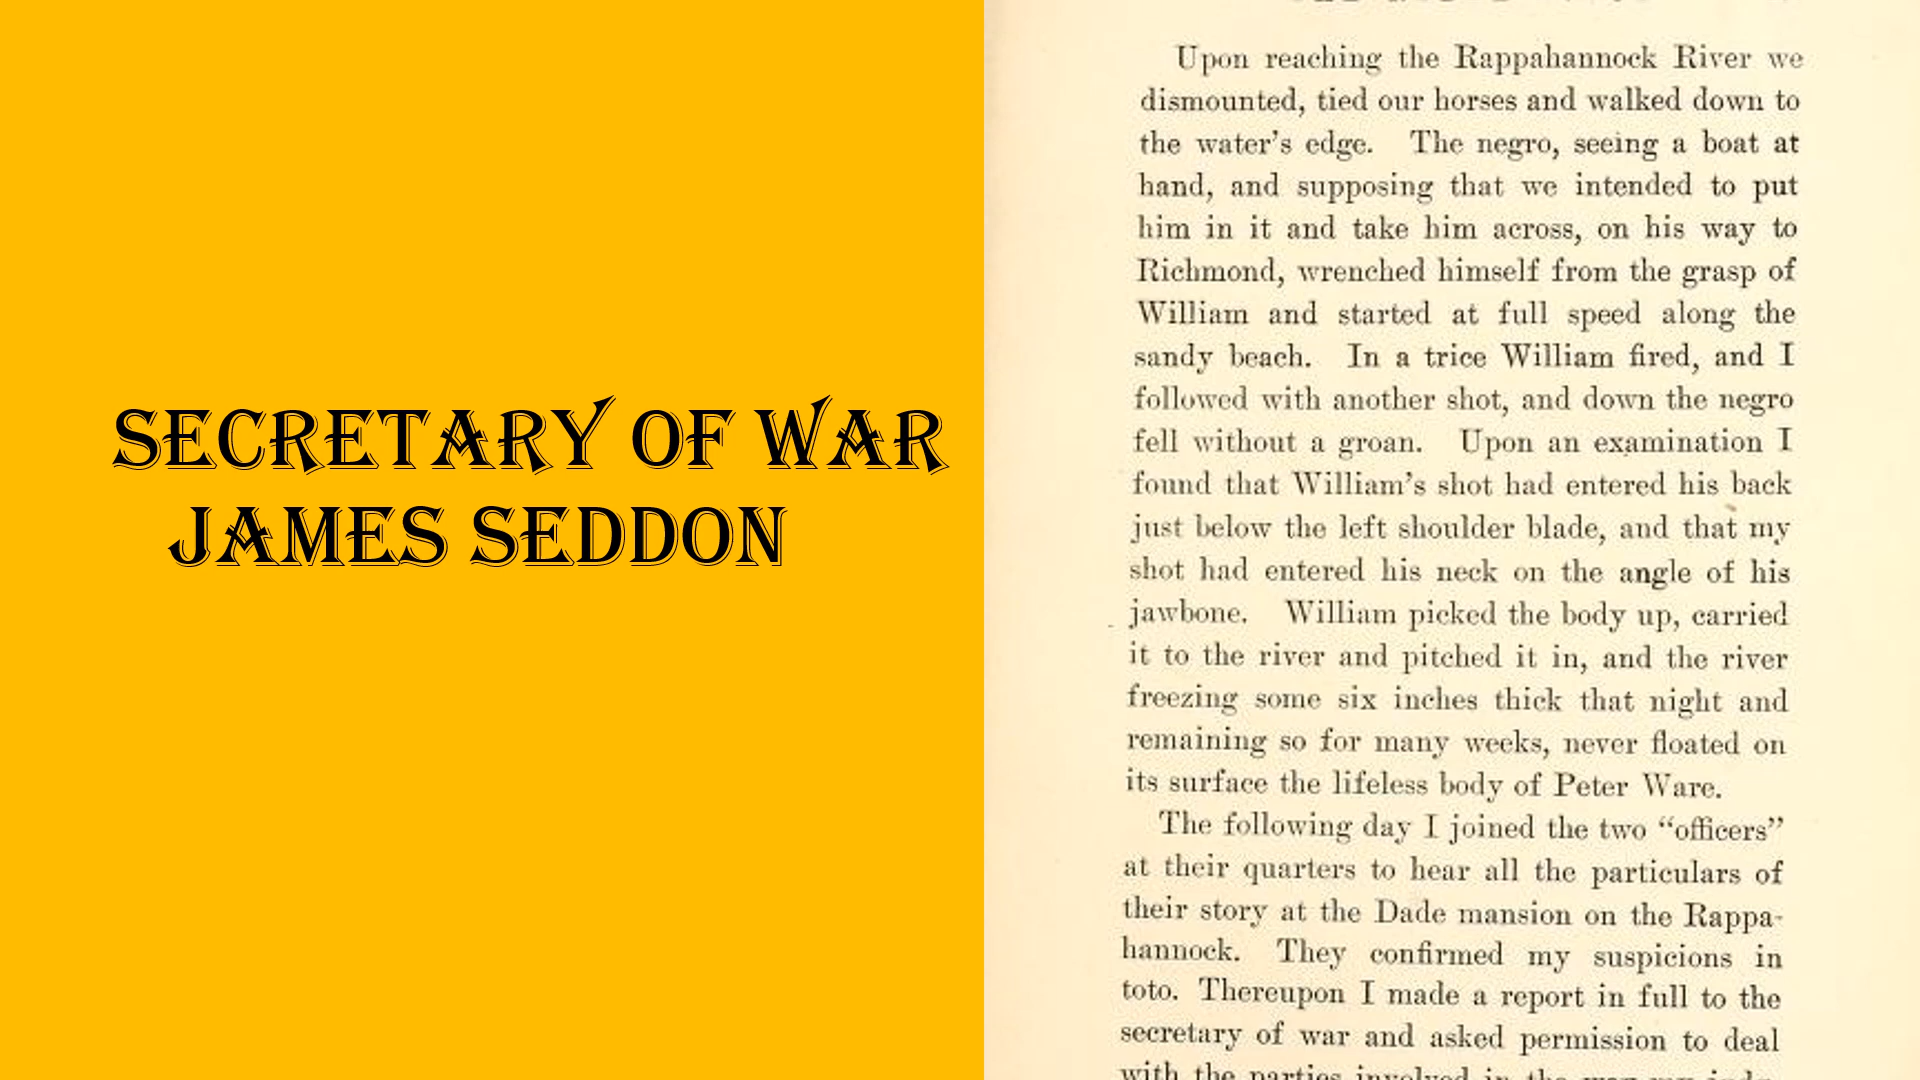 SECRETARY OF WAR
JAMES SEDDON
Upon reaching the Rappahannock River we
dismounted, tied our horses and walked down to
the water's edge. The negro, seeing a boat at
hand, and supposing that we intended to put
him in it and take him across, on his way to
Richmond, wrenched himself from the grasp of
William and started at full speed along the
sandy beach. In a trice William fired, and I
followed with another shot, and down the negro
fell without a groan. Upon an examination I
found that William's shot had entered his back
just below the left shoulder blade, and that my
shot had entered his neck on the angle of his
jawbone. William picked the body up, carried
it to the river and pitched it in, and the river
freezing some six inches thick that night and
remaining so for many weeks, never floated on
its surface the lifeless body of Peter Ware.
The following day I joined the two “officers”
at their quarters to hear all the particulars of
their story at the Dade mansion on the Rappa-
hannock. They confirmed my suspicions in
toto. Thereupon I made a report in full to the
secretary of war and asked permission to deal
with the parties involved in the